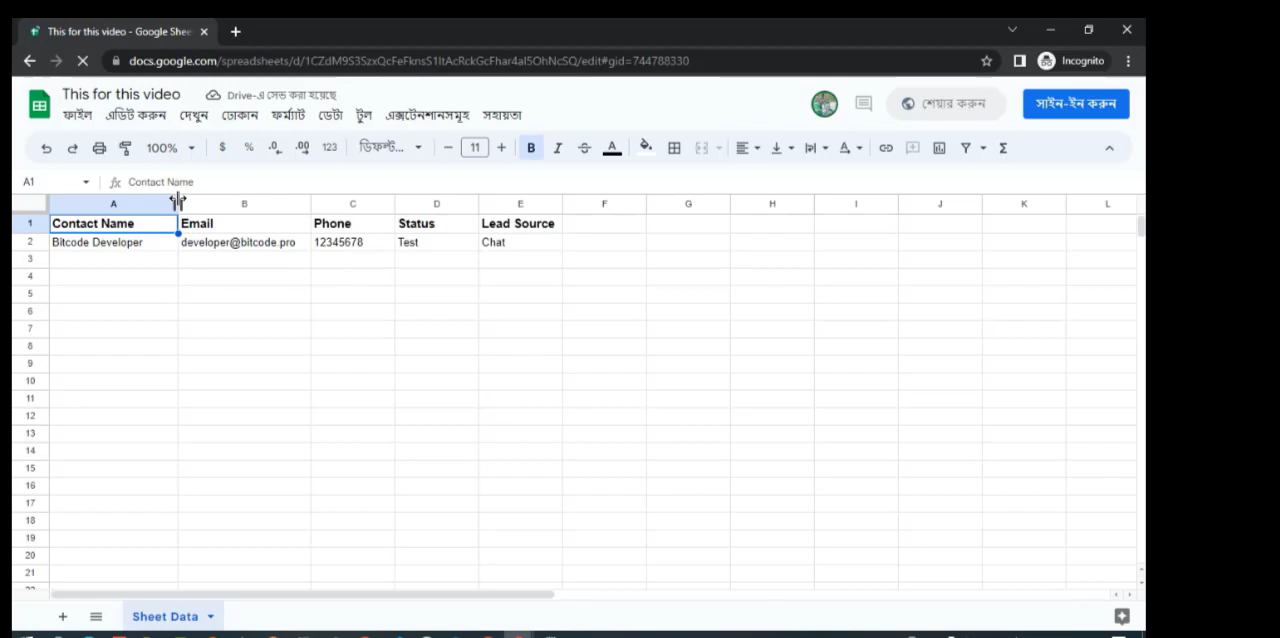 This for this video - Google Shee
docs.google.com/spreadsheets/d/1CZdM9S3SzxQcFeFknsS1ItAcRckGcFhar4aI5OhNcSQ/edit#gid=744788330
Incognito
This for this video
Drive-এ সেভ করা হয়েছে
ফাইল এডিট করুন দেখুন ঢোকান ফর্ম্যাট ডেটা টুল এক্সটেনশানসমূহ সহায়তা
শেয়ার করুন
সাইন-ইন করুন
100% $ % .0 .00 123 ডিফল্ট... 11 B I A
A1 fx Contact Name
A B C D E F G H I J K L
1 Contact Name Email Phone Status Lead Source
2 Bitcode Developer developer@bitcode.pro 12345678 Test Chat
3
4
5
6
7
8
9
10
11
12
13
14
15
16
17
18
19
20
21
Sheet Data